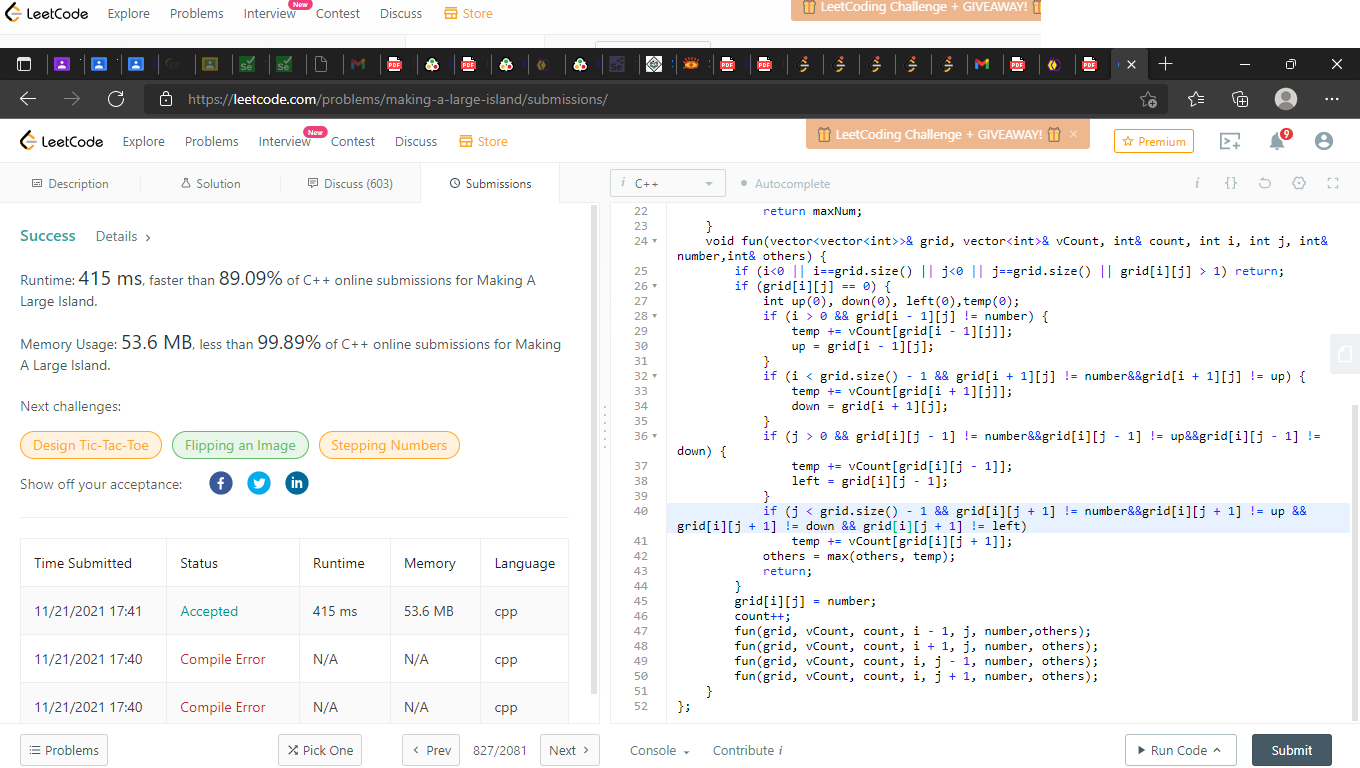 LeetCode Explore Problems Interview New Contest Discuss Store LeetCoding Challenge + GIVEAWAY!
https://leetcode.com/problems/making-a-large-island/submissions/
LeetCode Explore Problems Interview New Contest Discuss Store LeetCoding Challenge + GIVEAWAY! × Premium 9
Description Solution Discuss (603) Submissions
i C++ Autocomplete i {}
Success Details >
Runtime: 415 ms, faster than 89.09% of C++ online submissions for Making A
Large Island.
Memory Usage: 53.6 MB, less than 99.89% of C++ online submissions for Making
A Large Island.
Next challenges:
Design Tic-Tac-Toe Flipping an Image Stepping Numbers
Show off your acceptance:
Time Submitted Status Runtime Memory Language
11/21/2021 17:41 Accepted 415 ms 53.6 MB cpp
11/21/2021 17:40 Compile Error N/A N/A cpp
11/21/2021 17:40 Compile Error N/A N/A cpp
22 return maxNum;
23 }
24 void fun(vector<vector<int>>& grid, vector<int>& vCount, int& count, int i, int j, int&
number,int& others) {
25 if (i<0 || i==grid.size() || j<0 || j==grid.size() || grid[i][j] > 1) return;
26 if (grid[i][j] == 0) {
27 int up(0), down(0), left(0),temp(0);
28 if (i > 0 && grid[i - 1][j] != number) {
29 temp += vCount[grid[i - 1][j]];
30 up = grid[i - 1][j];
31 }
32 if (i < grid.size() - 1 && grid[i + 1][j] != number&&grid[i + 1][j] != up) {
33 temp += vCount[grid[i + 1][j]];
34 down = grid[i + 1][j];
35 }
36 if (j > 0 && grid[i][j - 1] != number&&grid[i][j - 1] != up&&grid[i][j - 1] !=
down) {
37 temp += vCount[grid[i][j - 1]];
38 left = grid[i][j - 1];
39 }
40 if (j < grid.size() - 1 && grid[i][j + 1] != number&&grid[i][j + 1] != up &&
grid[i][j + 1] != down && grid[i][j + 1] != left)
41 temp += vCount[grid[i][j + 1]];
42 others = max(others, temp);
43 return;
44 }
45 grid[i][j] = number;
46 count++;
47 fun(grid, vCount, count, i - 1, j, number,others);
48 fun(grid, vCount, count, i + 1, j, number, others);
49 fun(grid, vCount, count, i, j - 1, number, others);
50 fun(grid, vCount, count, i, j + 1, number, others);
51 }
52 };
Problems Pick One < Prev 827/2081 Next > Console Contribute i Run Code Submit